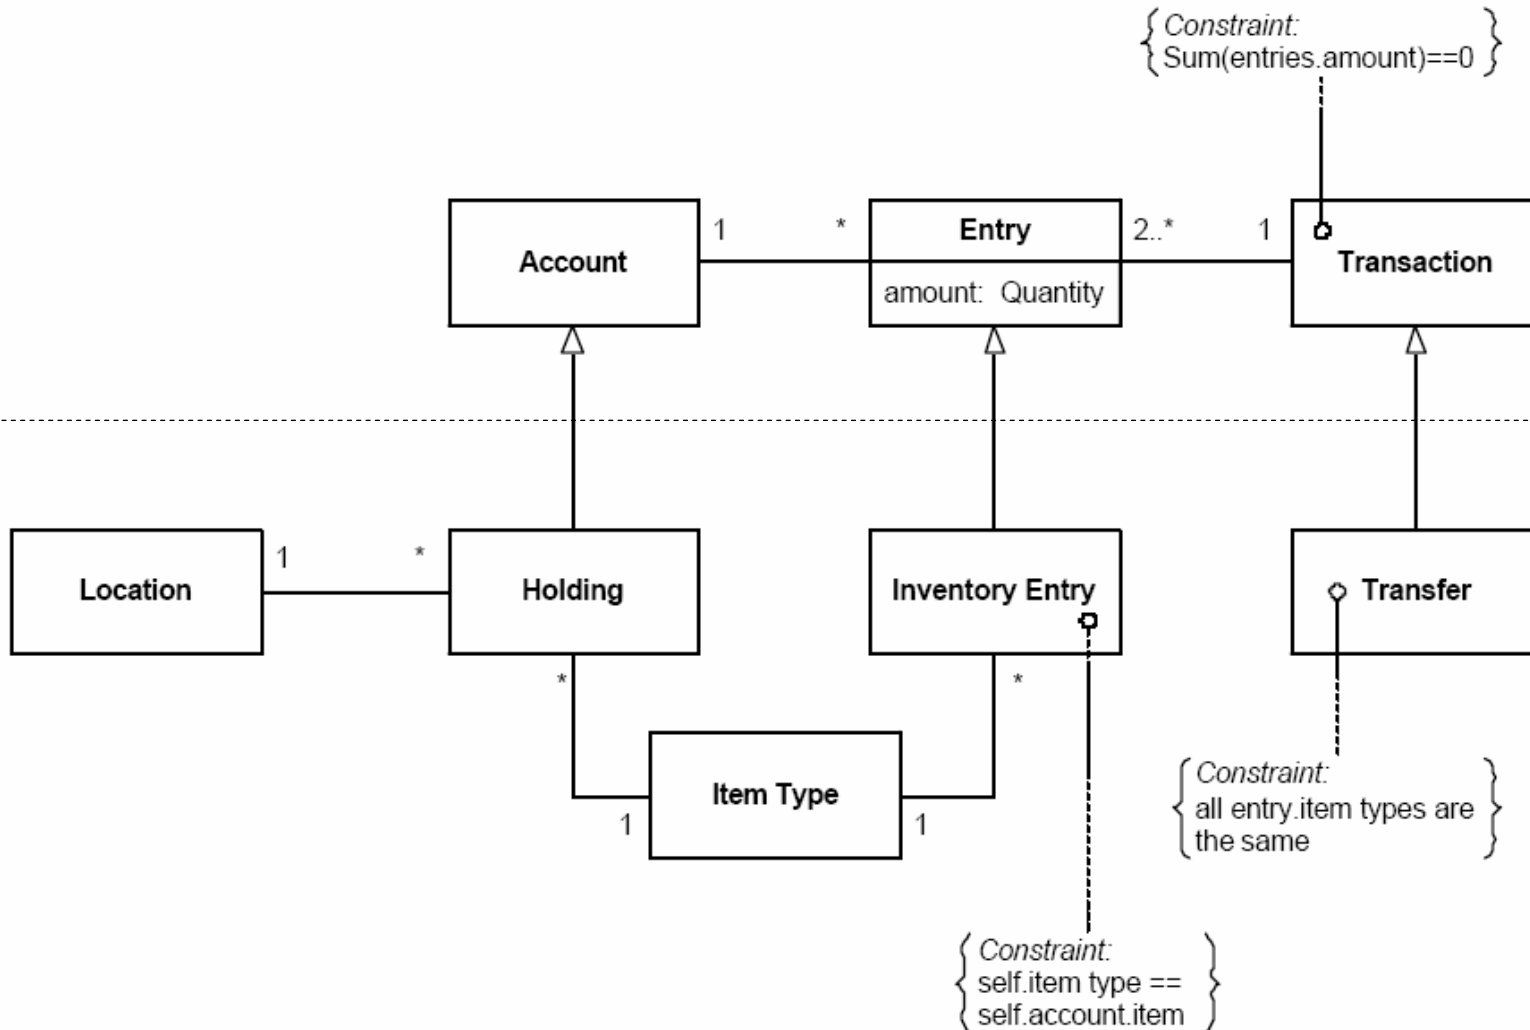 Constraint:
Sum(entries.amount)==0
1
*
Entry
2..*
1
Account
Transaction
amount: Quantity
1
*
Location
Holding
Inventory Entry
Transfer
*
*
Item Type
1
1
Constraint:
all entry.item types are
the same
Constraint:
self.item type ==
self.account.item